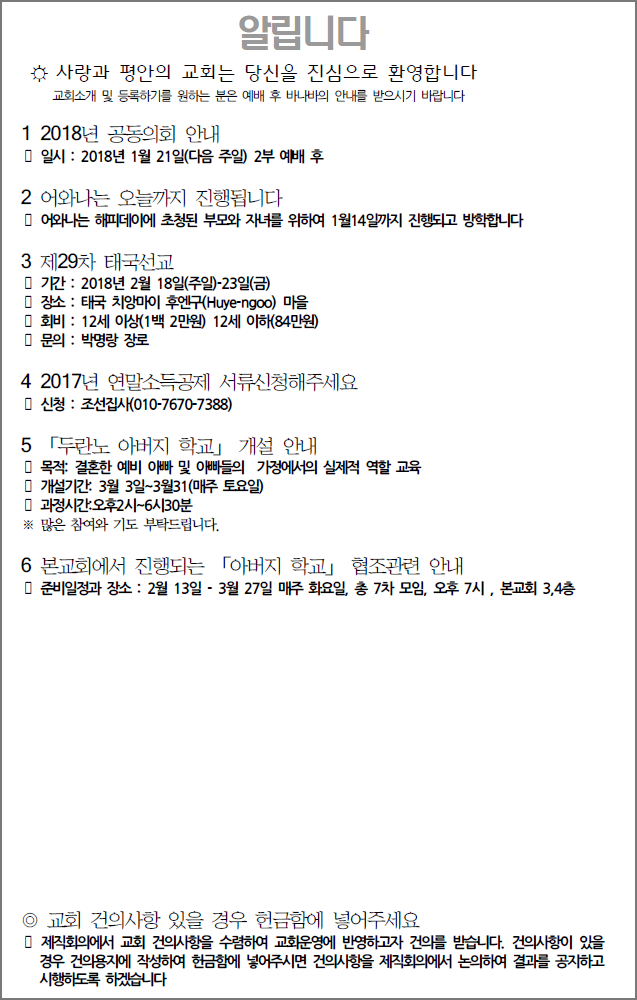 알립니다
☼ 사랑과 평안의 교회는 당신을 진심으로 환영합니다
교회소개 및 등록하기를 원하는 분은 예배 후 바나바의 안내를 받으시기 바랍니다
1 2018년 공동의회 안내
▯ 일시 : 2018년 1월 21일(다음 주일) 2부 예배 후
2 어와나는 오늘까지 진행됩니다
▯ 어와나는 해피데이에 초청된 부모와 자녀를 위하여 1월14일까지 진행되고 방학합니다
3 제29차 태국선교
▯ 기간 : 2018년 2월 18일(주일)-23일(금)
▯ 장소 : 태국 치앙마이 후엔구(Huye-ngoo) 마을
▯ 회비 : 12세 이상(1백 2만원) 12세 이하(84만원)
▯ 문의 : 박명랑 장로
4 2017년 연말소득공제 서류신청해주세요
▯ 신청 : 조선집사(010-7670-7388)
5 「두란노 아버지 학교」 개설 안내
▯ 목적: 결혼한 예비 아빠 및 아빠들의 가정에서의 실제적 역할 교육
▯ 개설기간: 3월 3일~3월31(매주 토요일)
▯ 과정시간:오후2시~6시30분
※ 많은 참여와 기도 부탁드립니다.
6 본교회에서 진행되는 「아버지 학교」 협조관련 안내
▯ 준비일정과 장소 : 2월 13일 - 3월 27일 매주 화요일, 총 7차 모임, 오후 7시 , 본교회 3,4층
◎ 교회 건의사항 있을 경우 헌금함에 넣어주세요
▯ 제직회의에서 교회 건의사항을 수렴하여 교회운영에 반영하고자 건의를 받습니다. 건의사항이 있을
경우 건의용지에 작성하여 헌금함에 넣어주시면 건의사항을 제직회의에서 논의하여 결과를 공지하고
시행하도록 하겠습니다